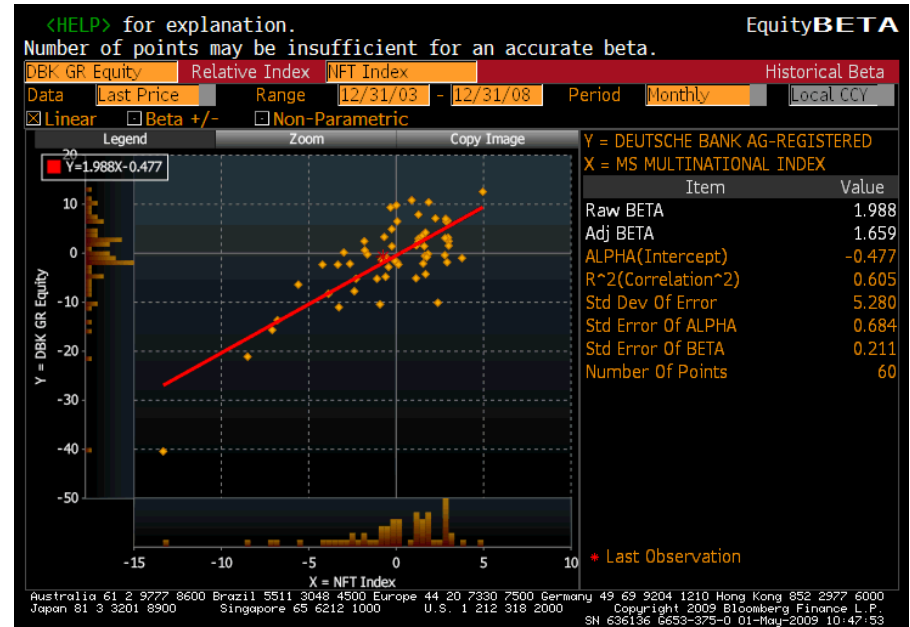 <HELP> for explanation.
EquityBETA
Number of points may be insufficient for an accurate beta.
DBK GR Equity Relative Index NFT Index Historical Beta
Data Last Price Range 12/31/03 - 12/31/08 Period Monthly Local CCY
Linear Beta +/- Non-Parametric
Legend Zoom Copy Image
Y = DEUTSCHE BANK AG-REGISTERED
X = MS MULTINATIONAL INDEX
Item Value
Raw BETA 1.988
Adj BETA 1.659
ALPHA(Intercept) -0.477
R^2(Correlation^2) 0.605
Std Dev Of Error 5.280
Std Error Of ALPHA 0.684
Std Error Of BETA 0.211
Number Of Points 60
* Last Observation
20
Y=1.988X-0.477
10
0
-10
-20
-30
-40
-50
Y = DBK GR Equity
-15 -10 -5 0 5 10
X = NFT Index
Australia 61 2 9777 8600 Brazil 5511 3048 4500 Europe 44 20 7330 7500 Germany 49 69 9204 1210 Hong Kong 852 2977 6000
Japan 81 3 3201 8900 Singapore 65 6212 1000 U.S. 1 212 318 2000 Copyright 2009 Bloomberg Finance L.P.
SN 636136 G653-375-0 01-May-2009 10:47:53